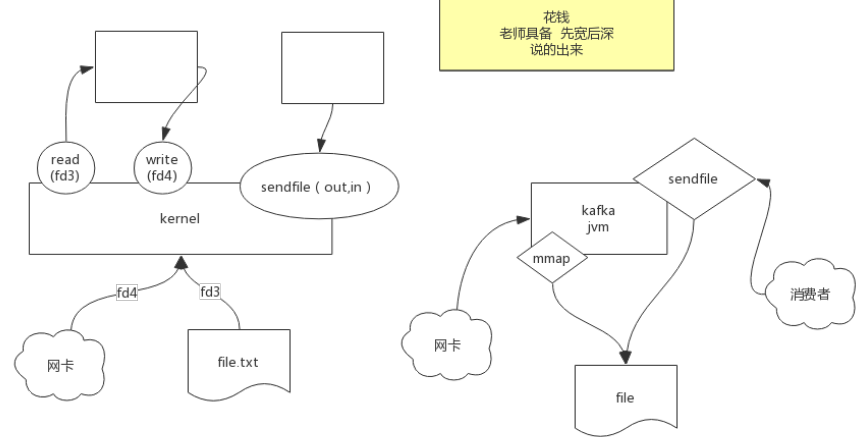 花钱
老师具备 先宽后深
说的出来
read
(fd3)
write
(fd4)
sendfile（out,in）
kernel
fd4
fd3
网卡
file.txt
sendfile
kafka
jvm
mmap
消费者
网卡
file